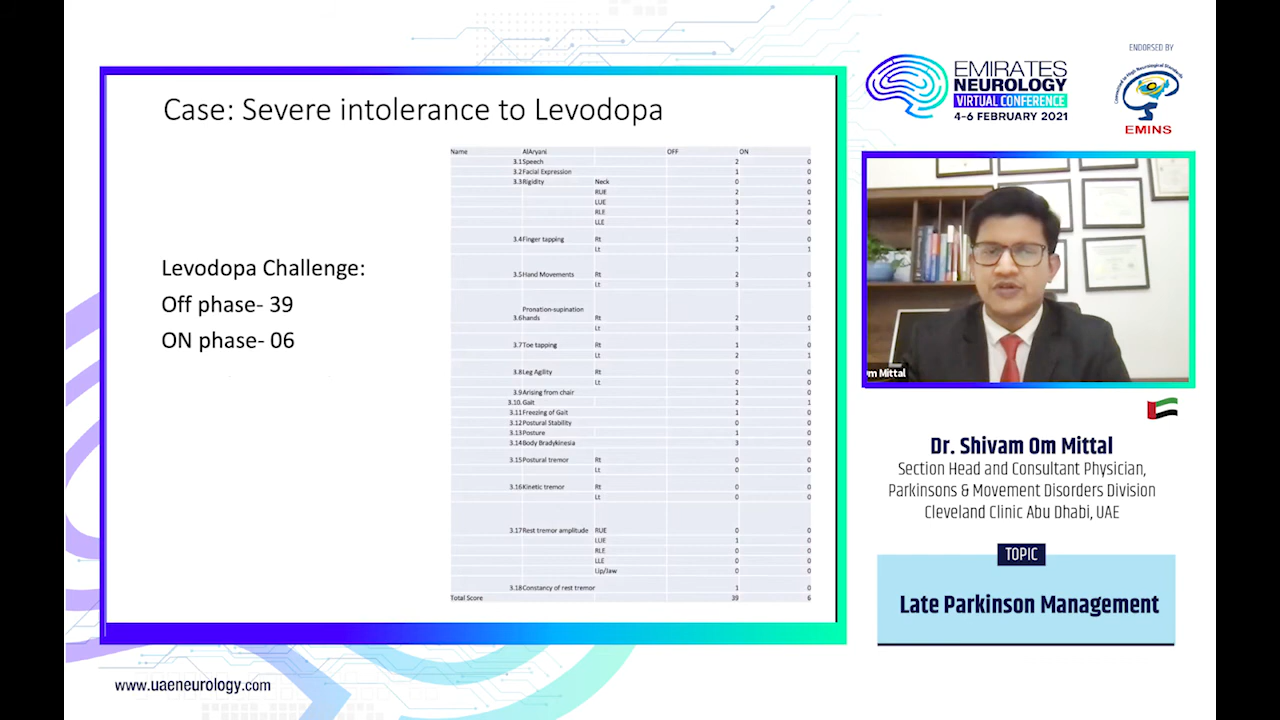 Case: Severe intolerance to Levodopa
Levodopa Challenge:
Off phase- 39
ON phase- 06
Name AlAryani OFF ON
3.1 Speech 2 0
3.2 Facial Expression 1 0
3.3 Rigidity Neck 0 0
RUE 2 0
LUE 3 1
RLE 1 0
LLE 2 0
3.4 Finger tapping Rt 1 0
Lt 2 1
3.5 Hand Movements Rt 2 0
Lt 3 1
Pronation-supination
3.6 hands Rt 2 0
Lt 3 1
3.7 Toe tapping Rt 1 0
Lt 2 1
3.8 Leg Agility Rt 0 0
Lt 2 0
3.9 Arising from chair 1 0
3.10. Gait 2 1
3.11 Freezing of Gait 1 0
3.12 Postural Stability 0 0
3.13 Posture 1 0
3.14 Body Bradykinesia 3 0
3.15 Postural tremor Rt 0 0
Lt 0 0
3.16 Kinetic tremor Rt 0 0
Lt 0 0
3.17 Rest tremor amplitude RUE 0 0
LUE 1 0
RLE 0 0
LLE 0 0
Lip/Jaw 0 0
3.18 Constancy of rest tremor 1 0
Total Score 39 6
www.uaeneurology.com
EMIRATES
NEUROLOGY
VIRTUAL CONFERENCE
4-6 FEBRUARY 2021
ENDORSED BY
EMINS
om Mittal
Dr. Shivam Om Mittal
Section Head and Consultant Physician,
Parkinsons & Movement Disorders Division
Cleveland Clinic Abu Dhabi, UAE
TOPIC
Late Parkinson Management